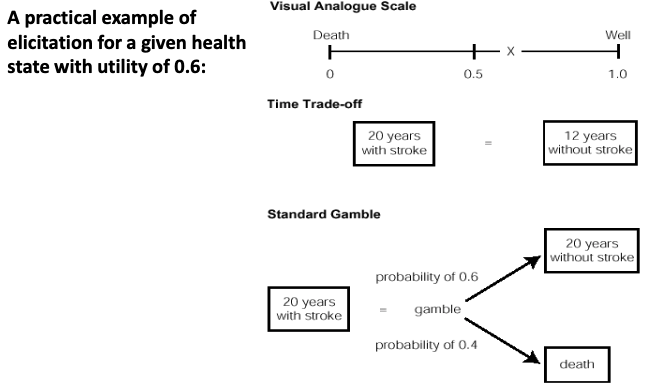 A practical example of
elicitation for a given health
state with utility of 0.6:
Visual Analogue Scale
Death
Well
X
0
0.5
1.0
Time Trade-off
20 years
with stroke
=
12 years
without stroke
Standard Gamble
20 years
without stroke
probability of 0.6
20 years
with stroke
=
gamble
probability of 0.4
death